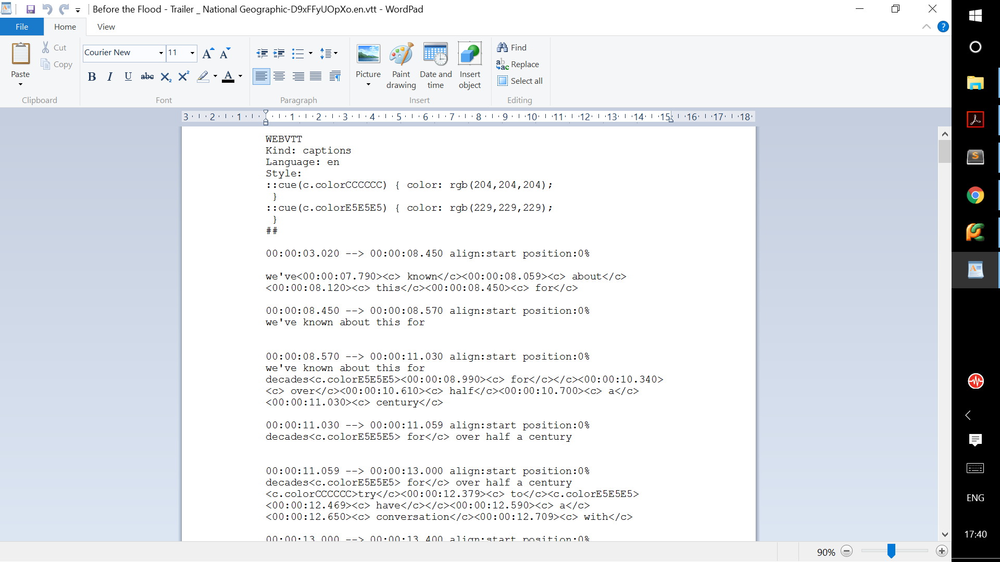 Before the Flood - Trailer _ National Geographic-D9xFFyUOpXo.en.vtt - WordPad
File Home View
Paste
Cut
Copy
Clipboard
Courier New 11
Font
Paragraph
Picture
Paint drawing
Date and time
Insert object
Insert
Find
Replace
Select all
Editing
3 2 1 1 2 3 4 5 6 7 8 9 10 11 12 13 14 15 16 17 18
WEBVTT
Kind: captions
Language: en
Style:
::cue(c.colorCCCCCC) { color: rgb(204,204,204);
}
::cue(c.colorE5E5E5) { color: rgb(229,229,229);
}
##
00:00:03.020 --> 00:00:08.450 align:start position:0%
we've<00:00:07.790><c> known</c><00:00:08.059><c> about</c>
<00:00:08.120><c> this</c><00:00:08.450><c> for</c>
00:00:08.450 --> 00:00:08.570 align:start position:0%
we've known about this for
00:00:08.570 --> 00:00:11.030 align:start position:0%
we've known about this for
decades<c.colorE5E5E5><00:00:08.990><c> for</c></c><00:00:10.340>
<c> over</c><00:00:10.610><c> half</c><00:00:10.700><c> a</c>
<00:00:11.030><c> century</c>
00:00:11.030 --> 00:00:11.059 align:start position:0%
decades<c.colorE5E5E5> for</c> over half a century
00:00:11.059 --> 00:00:13.000 align:start position:0%
decades<c.colorE5E5E5> for</c> over half a century
<c.colorCCCCCC>try</c><00:00:12.379><c> to</c><c.colorE5E5E5>
<00:00:12.469><c> have</c></c><00:00:12.590><c> a</c>
<00:00:12.650><c> conversation</c><00:00:12.709><c> with</c>
00:00:13.000 --> 00:00:13.400 align:start position:0%
90%
ENG
17:40